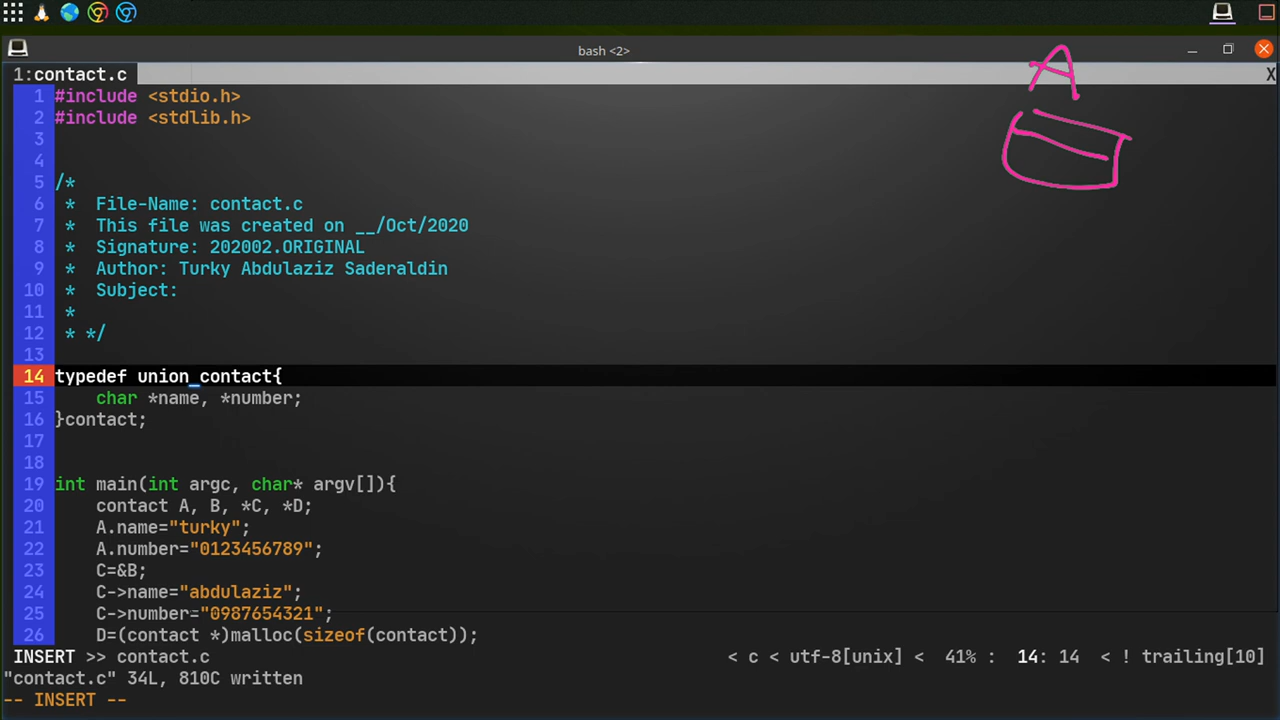 bash <2>
A
1:contact.c X
1 #include <stdio.h>
2 #include <stdlib.h>
3
4
5 /*
6 * File-Name: contact.c
7 * This file was created on __/Oct/2020
8 * Signature: 202002.ORIGINAL
9 * Author: Turky Abdulaziz Saderaldin
10 * Subject:
11 *
12 * */
13
14 typedef union contact{
15 char *name, *number;
16 }contact;
17
18
19 int main(int argc, char* argv[]){
20 contact A, B, *C, *D;
21 A.name="turky";
22 A.number="0123456789";
23 C=&B;
24 C->name="abdulaziz";
25 C->number="0987654321";
26 D=(contact *)malloc(sizeof(contact));
INSERT >> contact.c < c < utf-8[unix] < 41% : 14: 14 < ! trailing[10]
"contact.c" 34L, 810C written
-- INSERT --